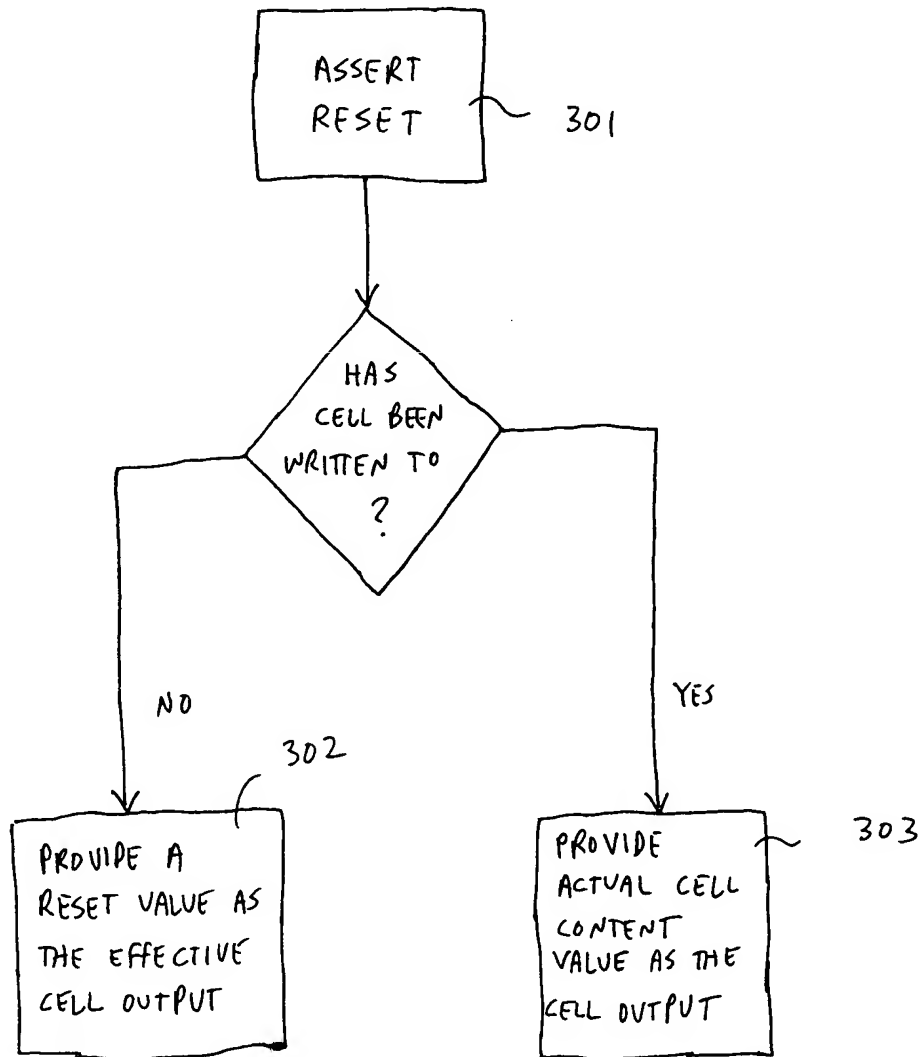 ASSERT
RESET
301
HAS
CELL BEEN
WRITTEN TO
?
NO
YES
302
303
PROVIDE A
RESET VALUE AS
THE EFFECTIVE
CELL OUTPUT
PROVIDE
ACTUAL CELL
CONTENT
VALUE AS THE
CELL OUTPUT